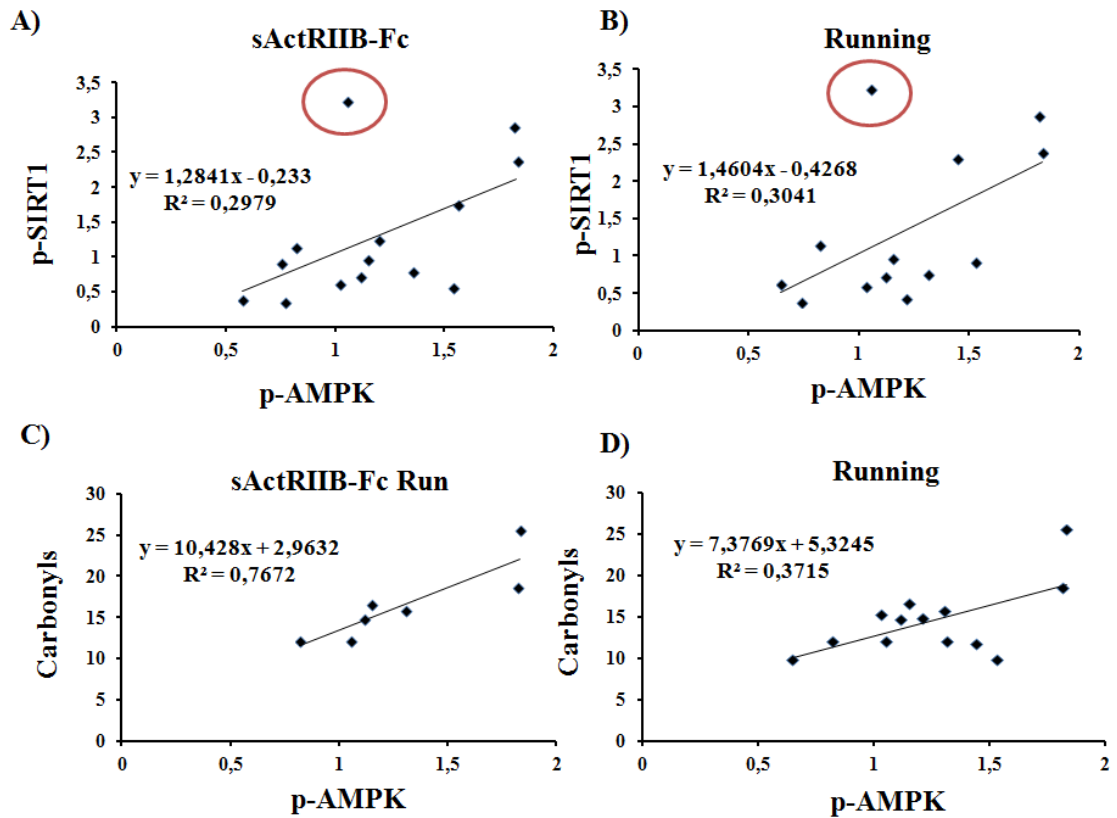 A)
sActRIIB-Fc
3,5
3
2,5
2
1,5
1
0,5
0
p-SIRT1
y = 1,2841x - 0,233
R² = 0,2979
0 0,5 1 1,5 2
p-AMPK
B)
Running
3,5
3
2,5
2
1,5
1
0,5
0
p-SIRT1
y = 1,4604x - 0,4268
R² = 0,3041
0 0,5 1 1,5 2
p-AMPK
C)
sActRIIB-Fc Run
30
25
20
15
10
5
0
Carbonyls
y = 10,428x + 2,9632
R² = 0,7672
0 0,5 1 1,5 2
p-AMPK
D)
Running
30
25
20
15
10
5
0
Carbonyls
y = 7,3769x + 5,3245
R² = 0,3715
0 0,5 1 1,5 2
p-AMPK